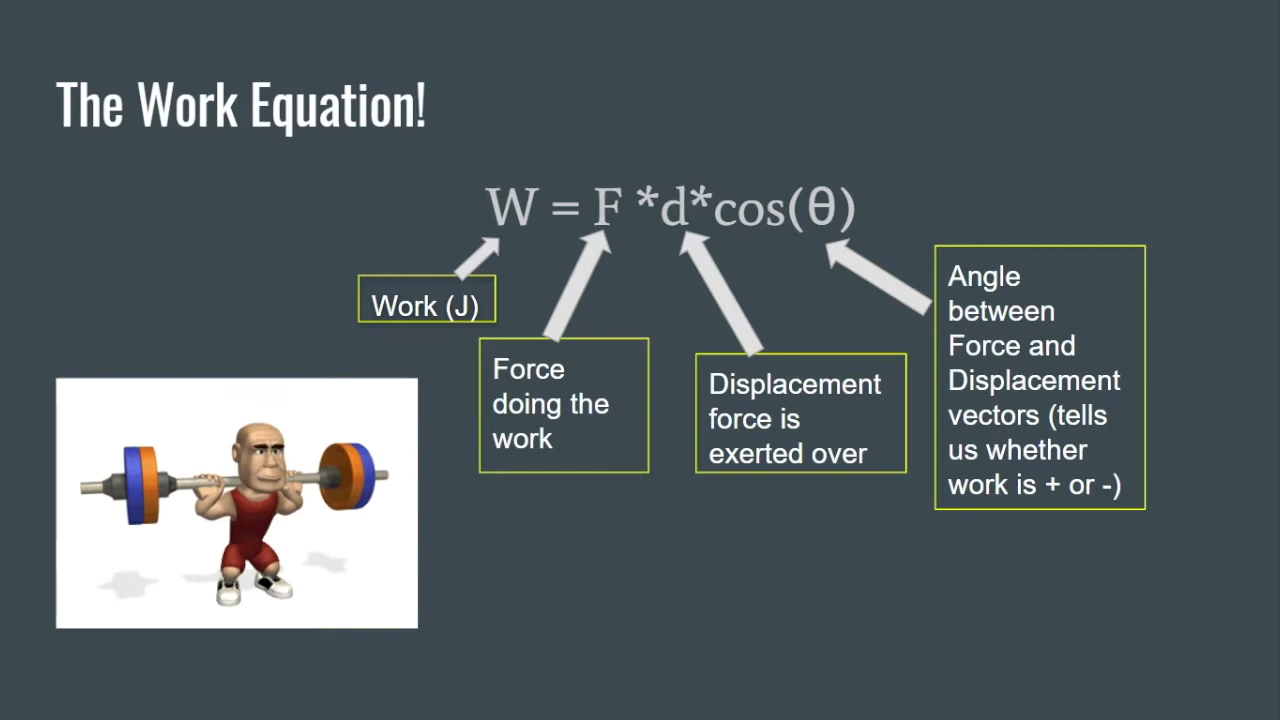 The Work Equation!
W = F *d*cos(θ)
Work (J)
Force
doing the
work
Displacement
force is
exerted over
Angle
between
Force and
Displacement
vectors (tells
us whether
work is + or -)